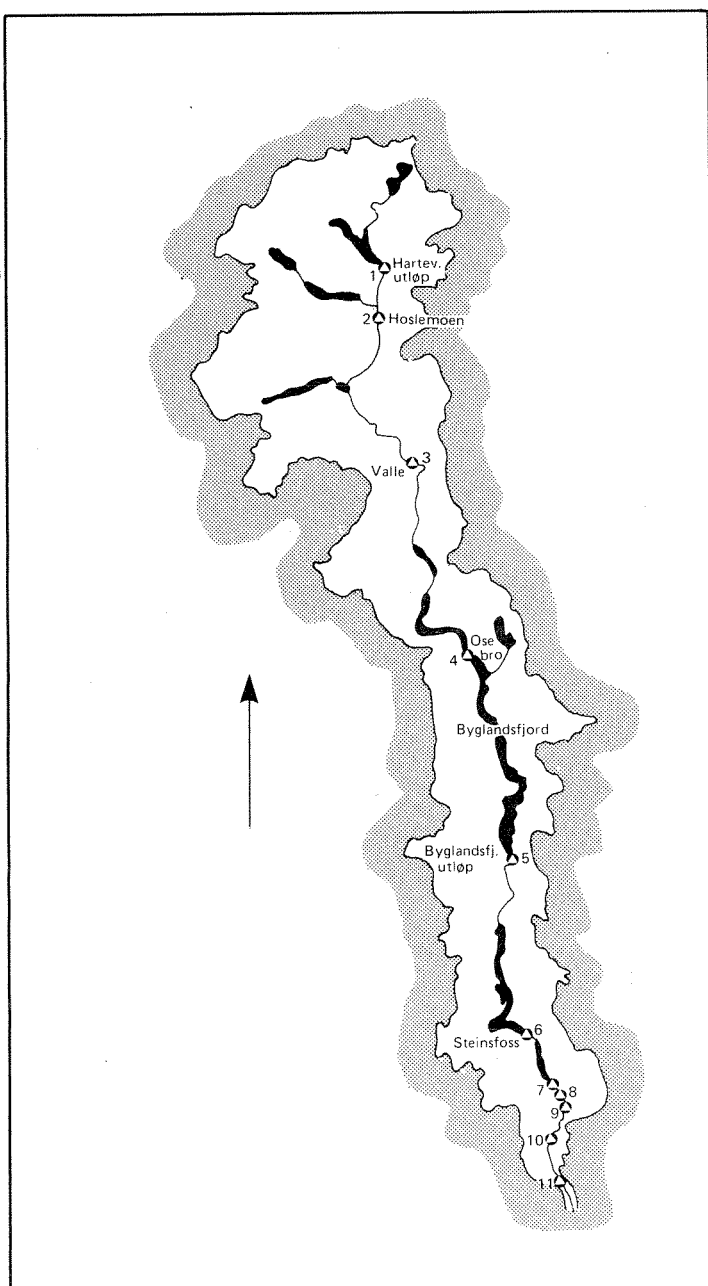 1 Hartev.
utløp
2 Hoslemoen
3
Valle
Ose
4 bro
Byglandsfjord
Byglandsfj. 5
utløp
6
Steinsfoss
7
8
9
10
11